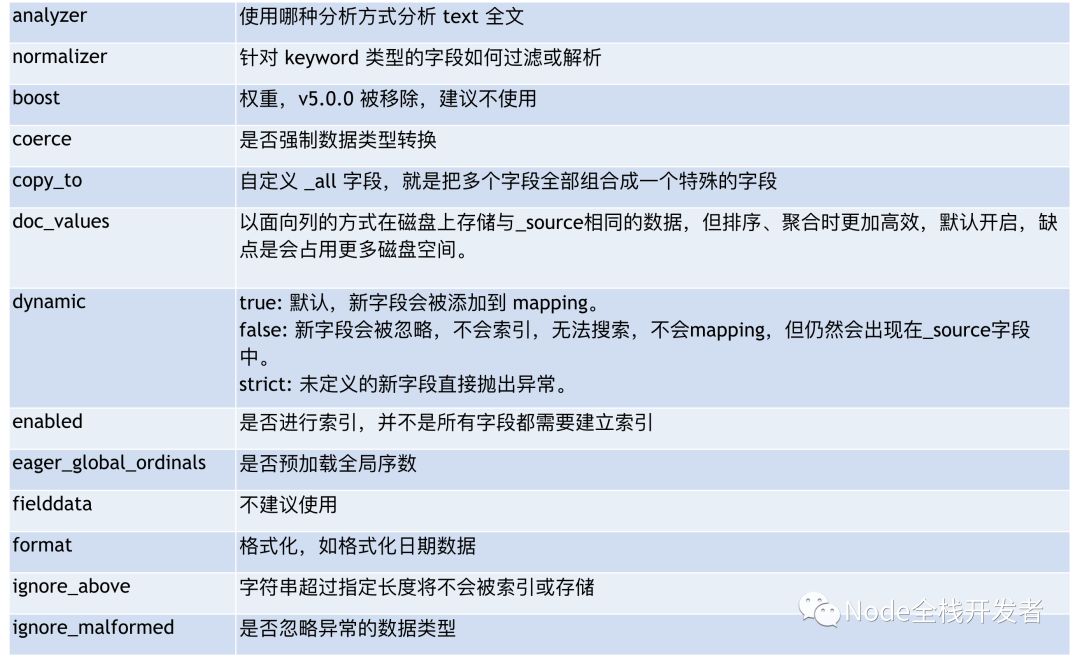 analyzer 使用哪种分析方式分析 text 全文
normalizer 针对 keyword 类型的字段如何过滤或解析
boost 权重，v5.0.0 被移除，建议不使用
coerce 是否强制数据类型转换
copy_to 自定义 _all 字段，就是把多个字段全部组合成一个特殊的字段
doc_values 以面向列的方式在磁盘上存储与_source相同的数据，但排序、聚合时更加高效，默认开启，缺
点是会占用更多磁盘空间。
dynamic true: 默认，新字段会被添加到 mapping。
false: 新字段会被忽略，不会索引，无法搜索，不会mapping，但仍然会出现在_source字段
中。
strict: 未定义的新字段直接抛出异常。
enabled 是否进行索引，并不是所有字段都需要建立索引
eager_global_ordinals 是否预加载全局序数
fielddata 不建议使用
format 格式化，如格式化日期数据
ignore_above 字符串超过指定长度将不会被索引或存储
ignore_malformed 是否忽略异常的数据类型
Node全栈开发者